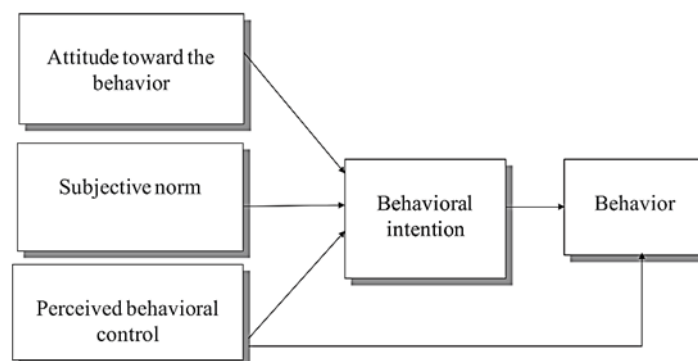 Attitude toward the
behavior
Subjective norm
Perceived behavioral
control
Behavioral
intention
Behavior